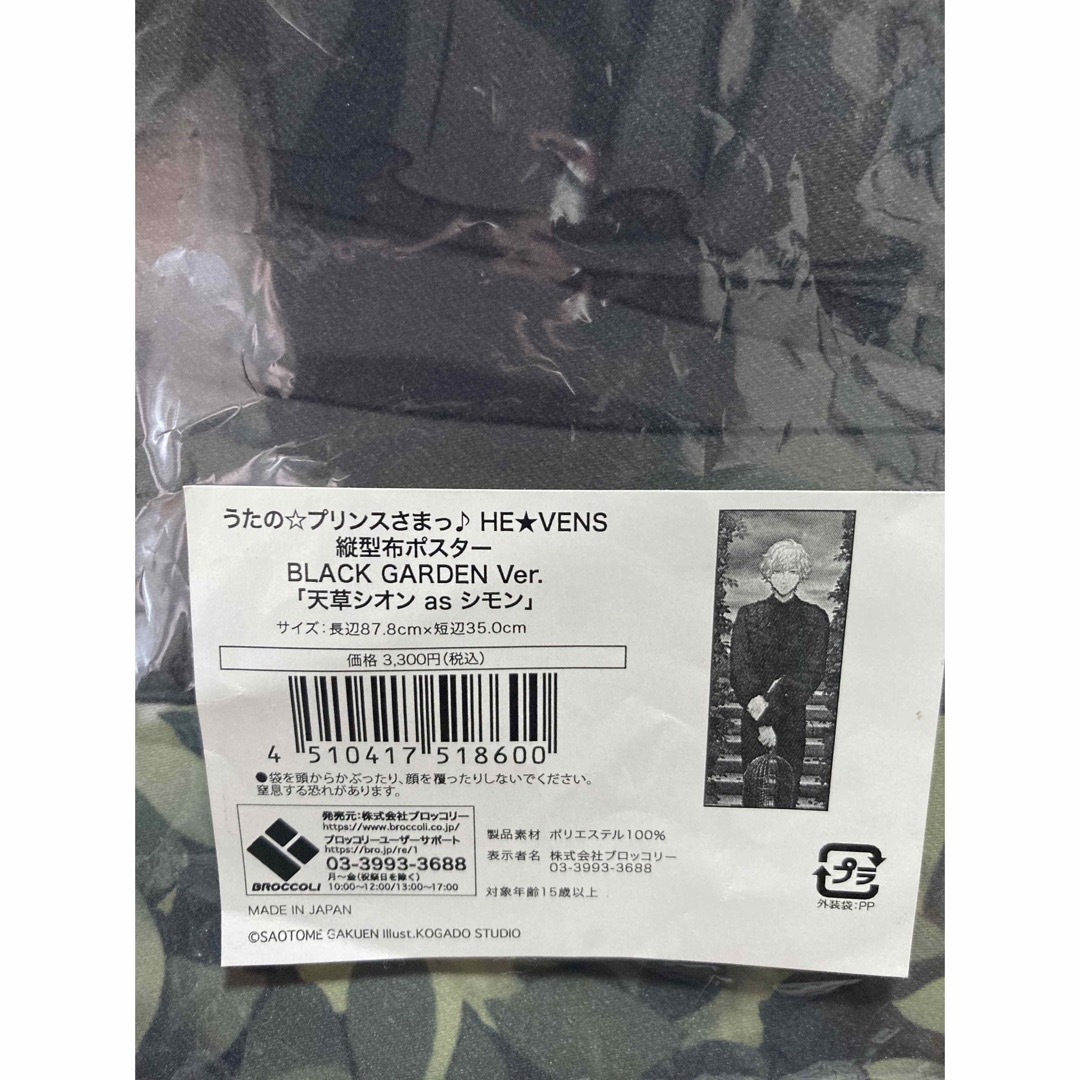 うたの☆プリンスさまっ♪ HE★VENS
縦型布ポスター
BLACK GARDEN Ver.
「天草シオン as シモン」
サイズ:長辺87.8cm×短辺35.0cm
価格 3,300円(税込)
4 510417 518600
●袋を頭からかぶったり、顔を覆ったりしないでください。
窒息する恐れがあります。
BROCCOLI
発売元:株式会社ブロッコリー
https://www.broccoli.co.jp/
ブロッコリーユーザーサポート
https://bro.jp/re/1
03-3993-3688
月〜金(祝祭日を除く)
10:00〜12:00/13:00〜17:00
製品素材 ポリエステル100%
表示者名 株式会社ブロッコリー
03-3993-3688
対象年齢15歳以上
プラ
外装袋:PP
MADE IN JAPAN
©SAOTOME GAKUEN Illust.KOGADO STUDIO